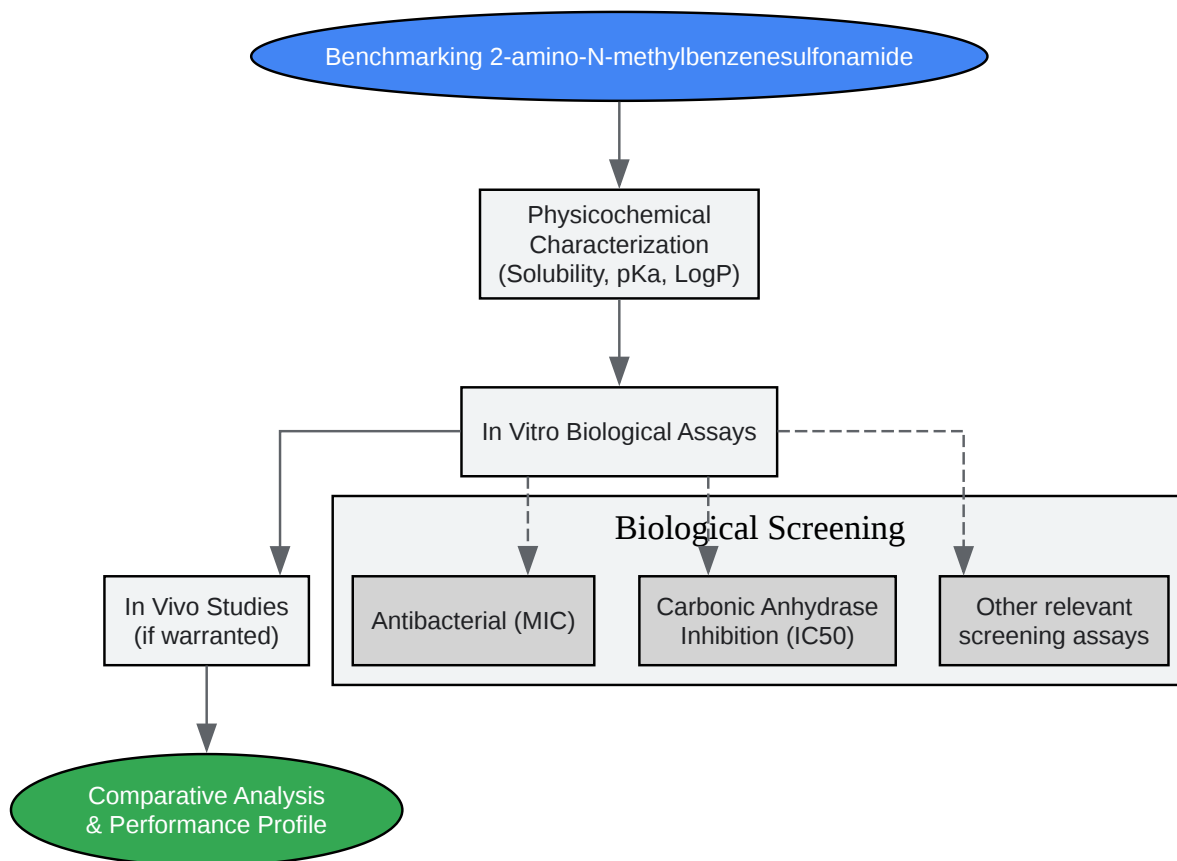 Benchmarking 2-amino-N-methylbenzenesulfonamide
Physicochemical
Characterization
(Solubility, pKa, LogP)
In Vitro Biological Assays
Biological Screening
In Vivo Studies
(if warranted)
Antibacterial (MIC)
Carbonic Anhydrase
Inhibition (IC50)
Other relevant
screening assays
Comparative Analysis
& Performance Profile